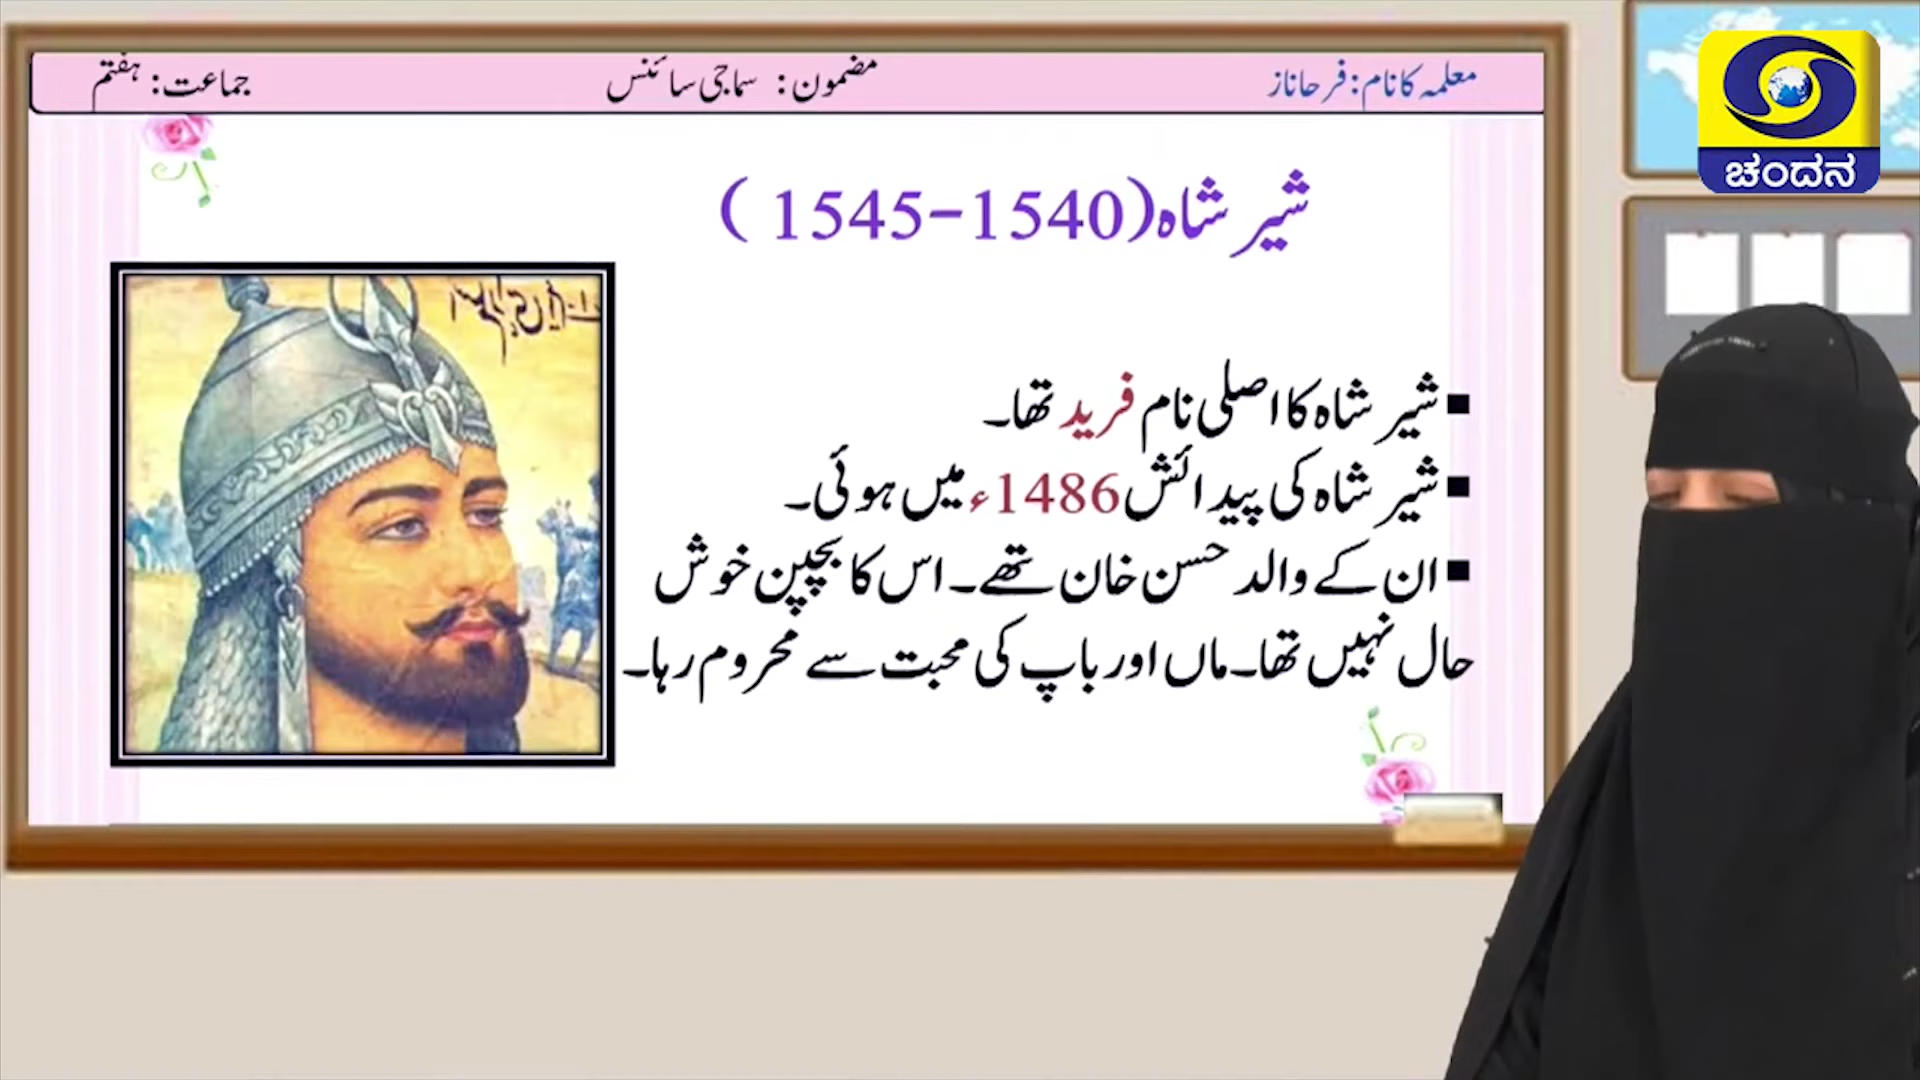 معلمہ کا نام: فرحاناز
مضمون: سماجی سائنس
جماعت: ہفتم
ಚಂದನ
شیر شاہ (1540-1545)
▪ شیر شاہ کا اصلی نام فرید تھا۔
▪ شیر شاہ کی پیدائش 1486ء میں ہوئی۔
▪ ان کے والد حسن خان تھے۔ اس کا بچپن خوش
حال نہیں تھا۔ ماں اور باپ کی محبت سے محروم رہا۔